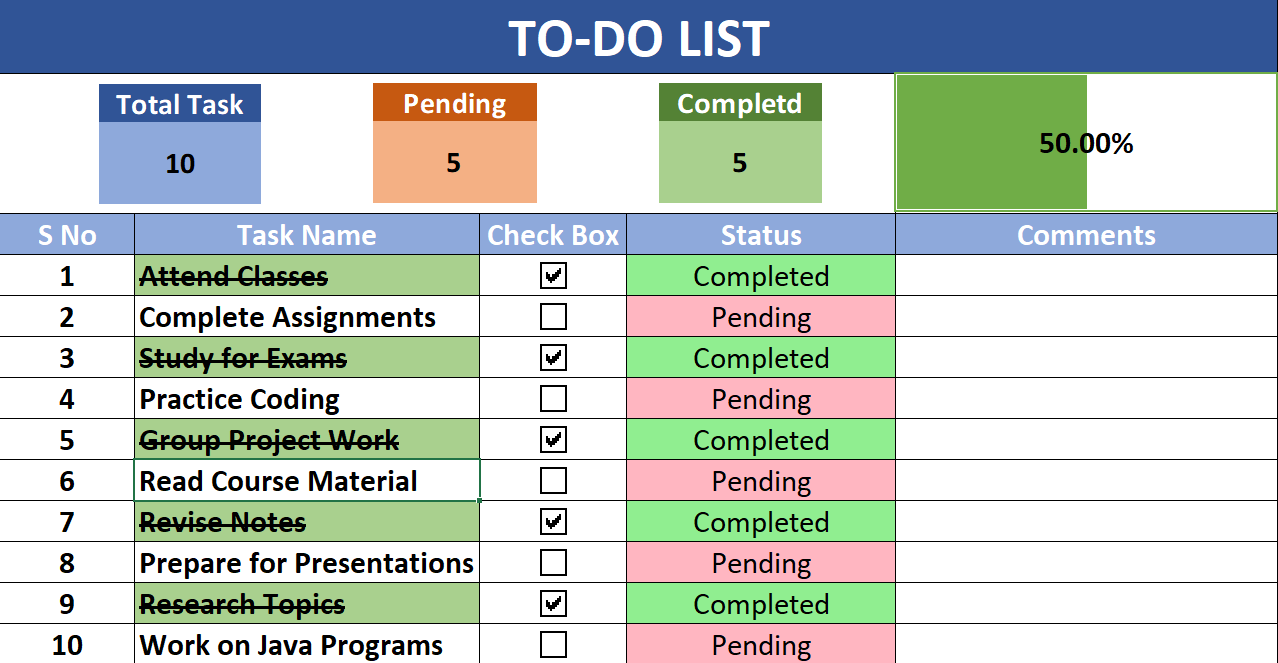 TO-DO LIST
Total Task Pending Completd
10 5 5 50.00%
S No Task Name Check Box Status Comments
1 Attend Classes Completed
2 Complete Assignments Pending
3 Study for Exams Completed
4 Practice Coding Pending
5 Group Project Work Completed
6 Read Course Material Pending
7 Revise Notes Completed
8 Prepare for Presentations Pending
9 Research Topics Completed
10 Work on Java Programs Pending